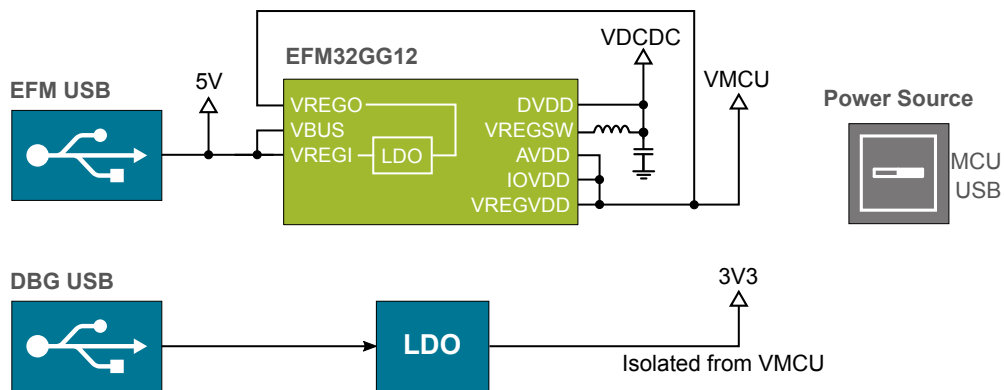 EFM32GG12
VDCDC
VMCU
EFM USB
5V
Power Source
VREGO
VBUS
VREGI
LDO
DVDD
VREGSW
AVDD
IOVDD
VREGVDD
MCU
USB
DBG USB
LDO
3V3
Isolated from VMCU